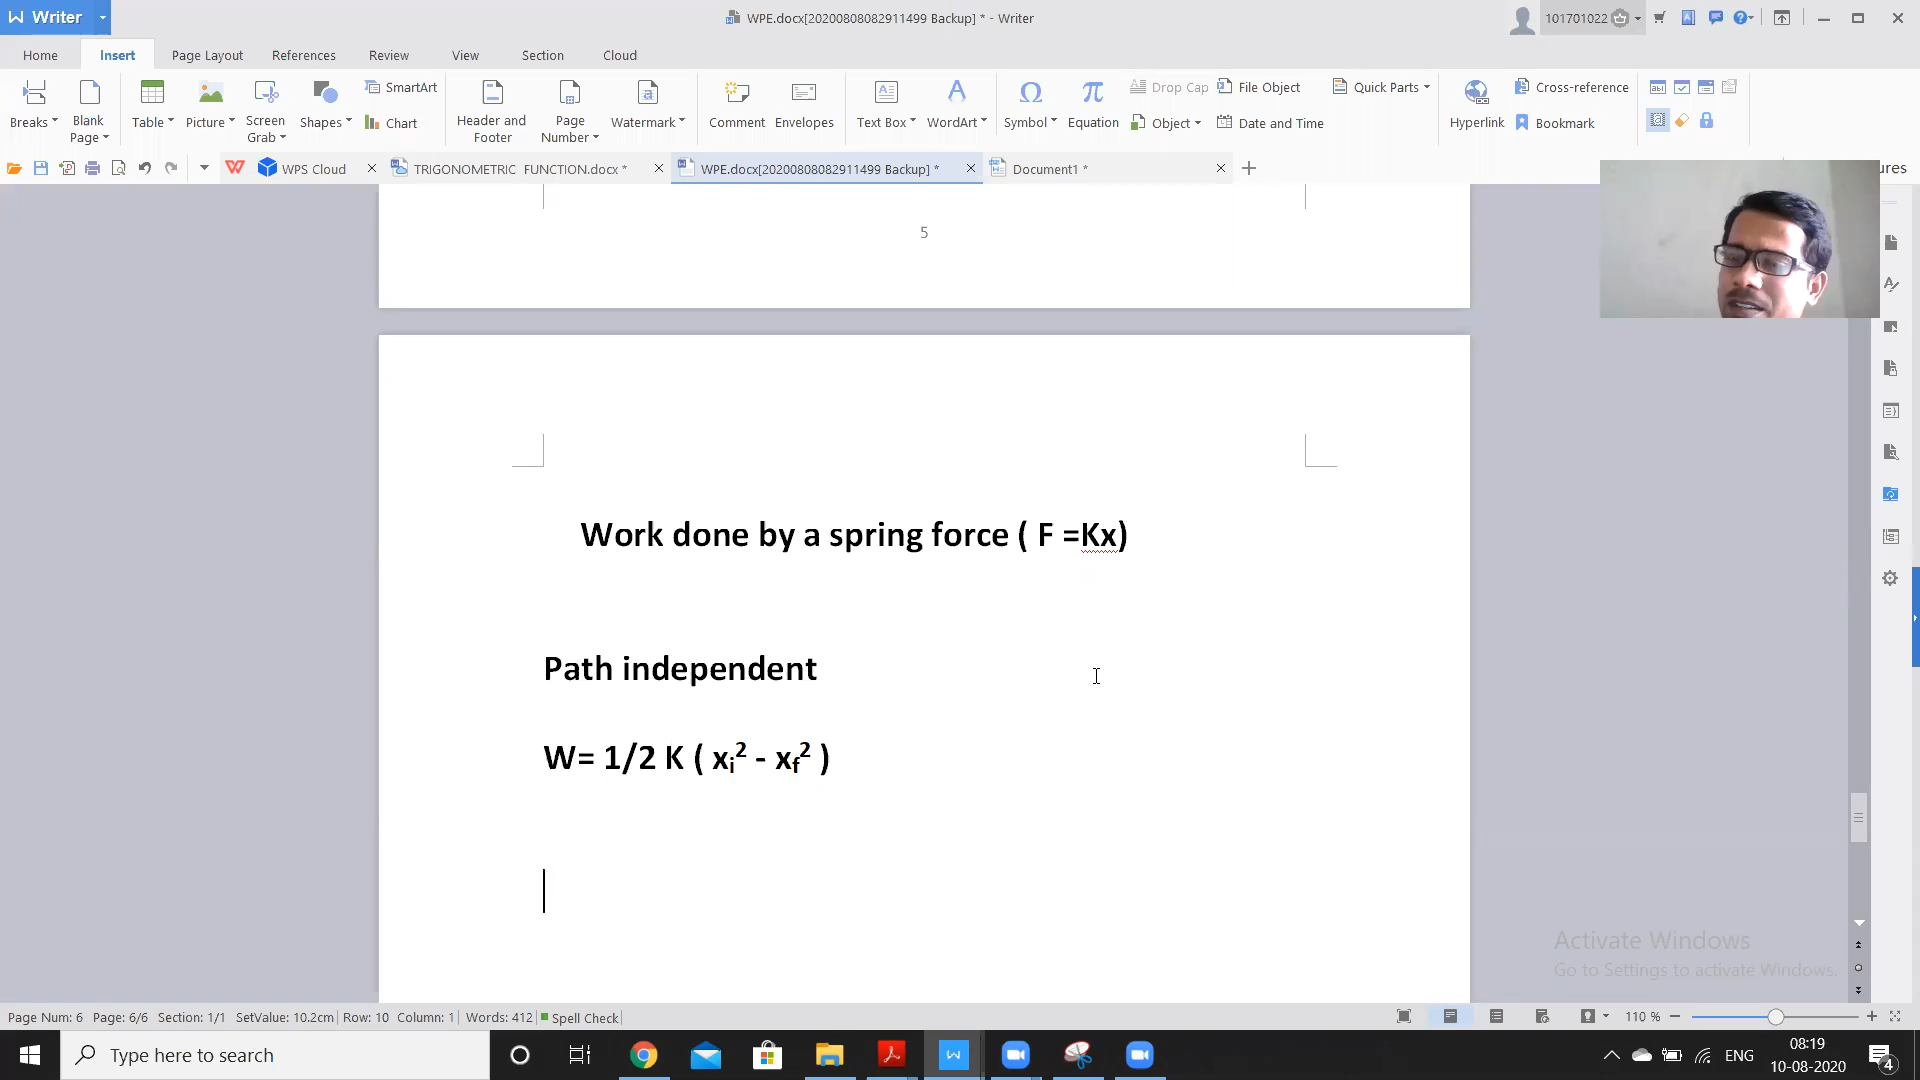 Writer
WPE.docx[20200808082911499 Backup] * - Writer
101701022
Home Insert Page Layout References Review View Section Cloud
Breaks Blank Page Table Picture Screen Grab Shapes SmartArt Chart Header and Footer Page Number Watermark Comment Envelopes Text Box WordArt Symbol Equation Drop Cap Object File Object Date and Time Quick Parts Hyperlink Cross-reference Bookmark
WPS Cloud TRIGONOMETRIC FUNCTION.docx * WPE.docx[20200808082911499 Backup] * Document1 * ures
5
Work done by a spring force ( F =Kx)
Path independent
W= 1/2 K ( xᵢ² - x_f² )
Activate Windows
Go to Settings to activate Windows.
Page Num: 6 Page: 6/6 Section: 1/1 SetValue: 10.2cm Row: 10 Column: 1 Words: 412 Spell Check 110 %
Type here to search
ENG
08:19
10-08-2020
4